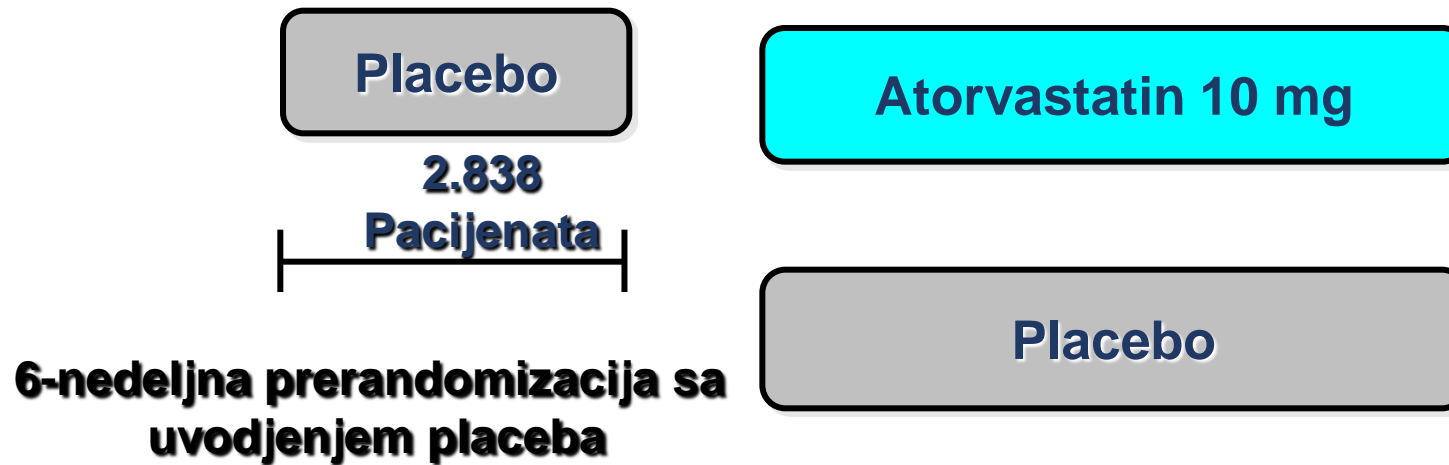 Placebo
2.838
Pacijenata
6-nedeljna prerandomizacija sa
uvodjenjem placeba
Atorvastatin 10 mg
Placebo